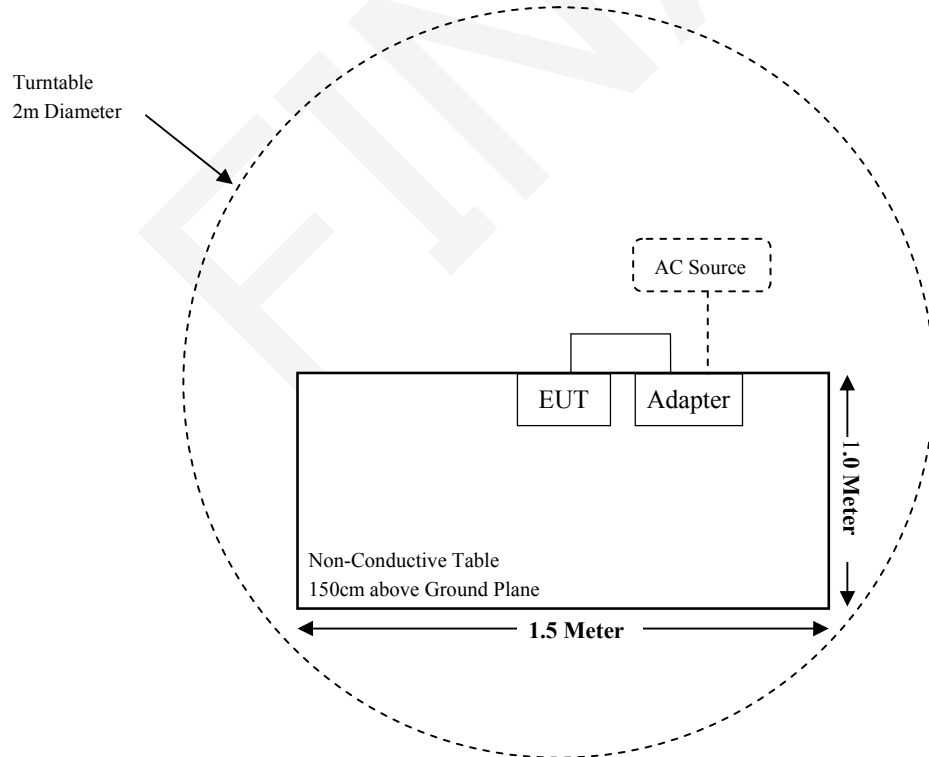 Turntable
2m Diameter
AC Source
EUT
Adapter
1.0 Meter
Non-Conductive Table
150cm above Ground Plane
1.5 Meter